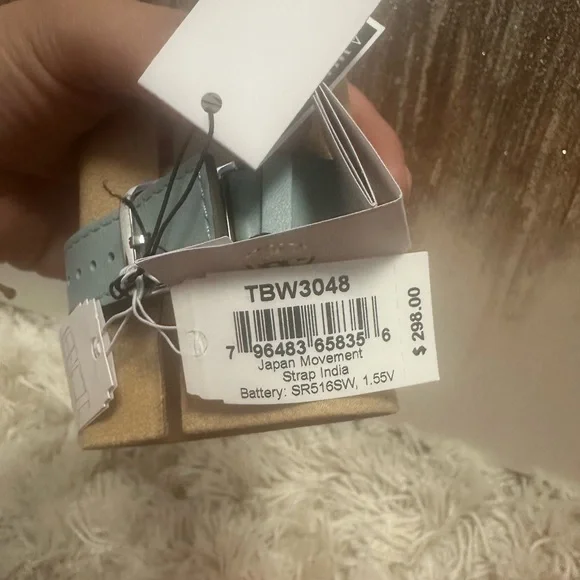 TBW3048
7 96483 65835 6
Japan Movement
Strap India
Battery: SR516SW, 1.55V
$ 298.00